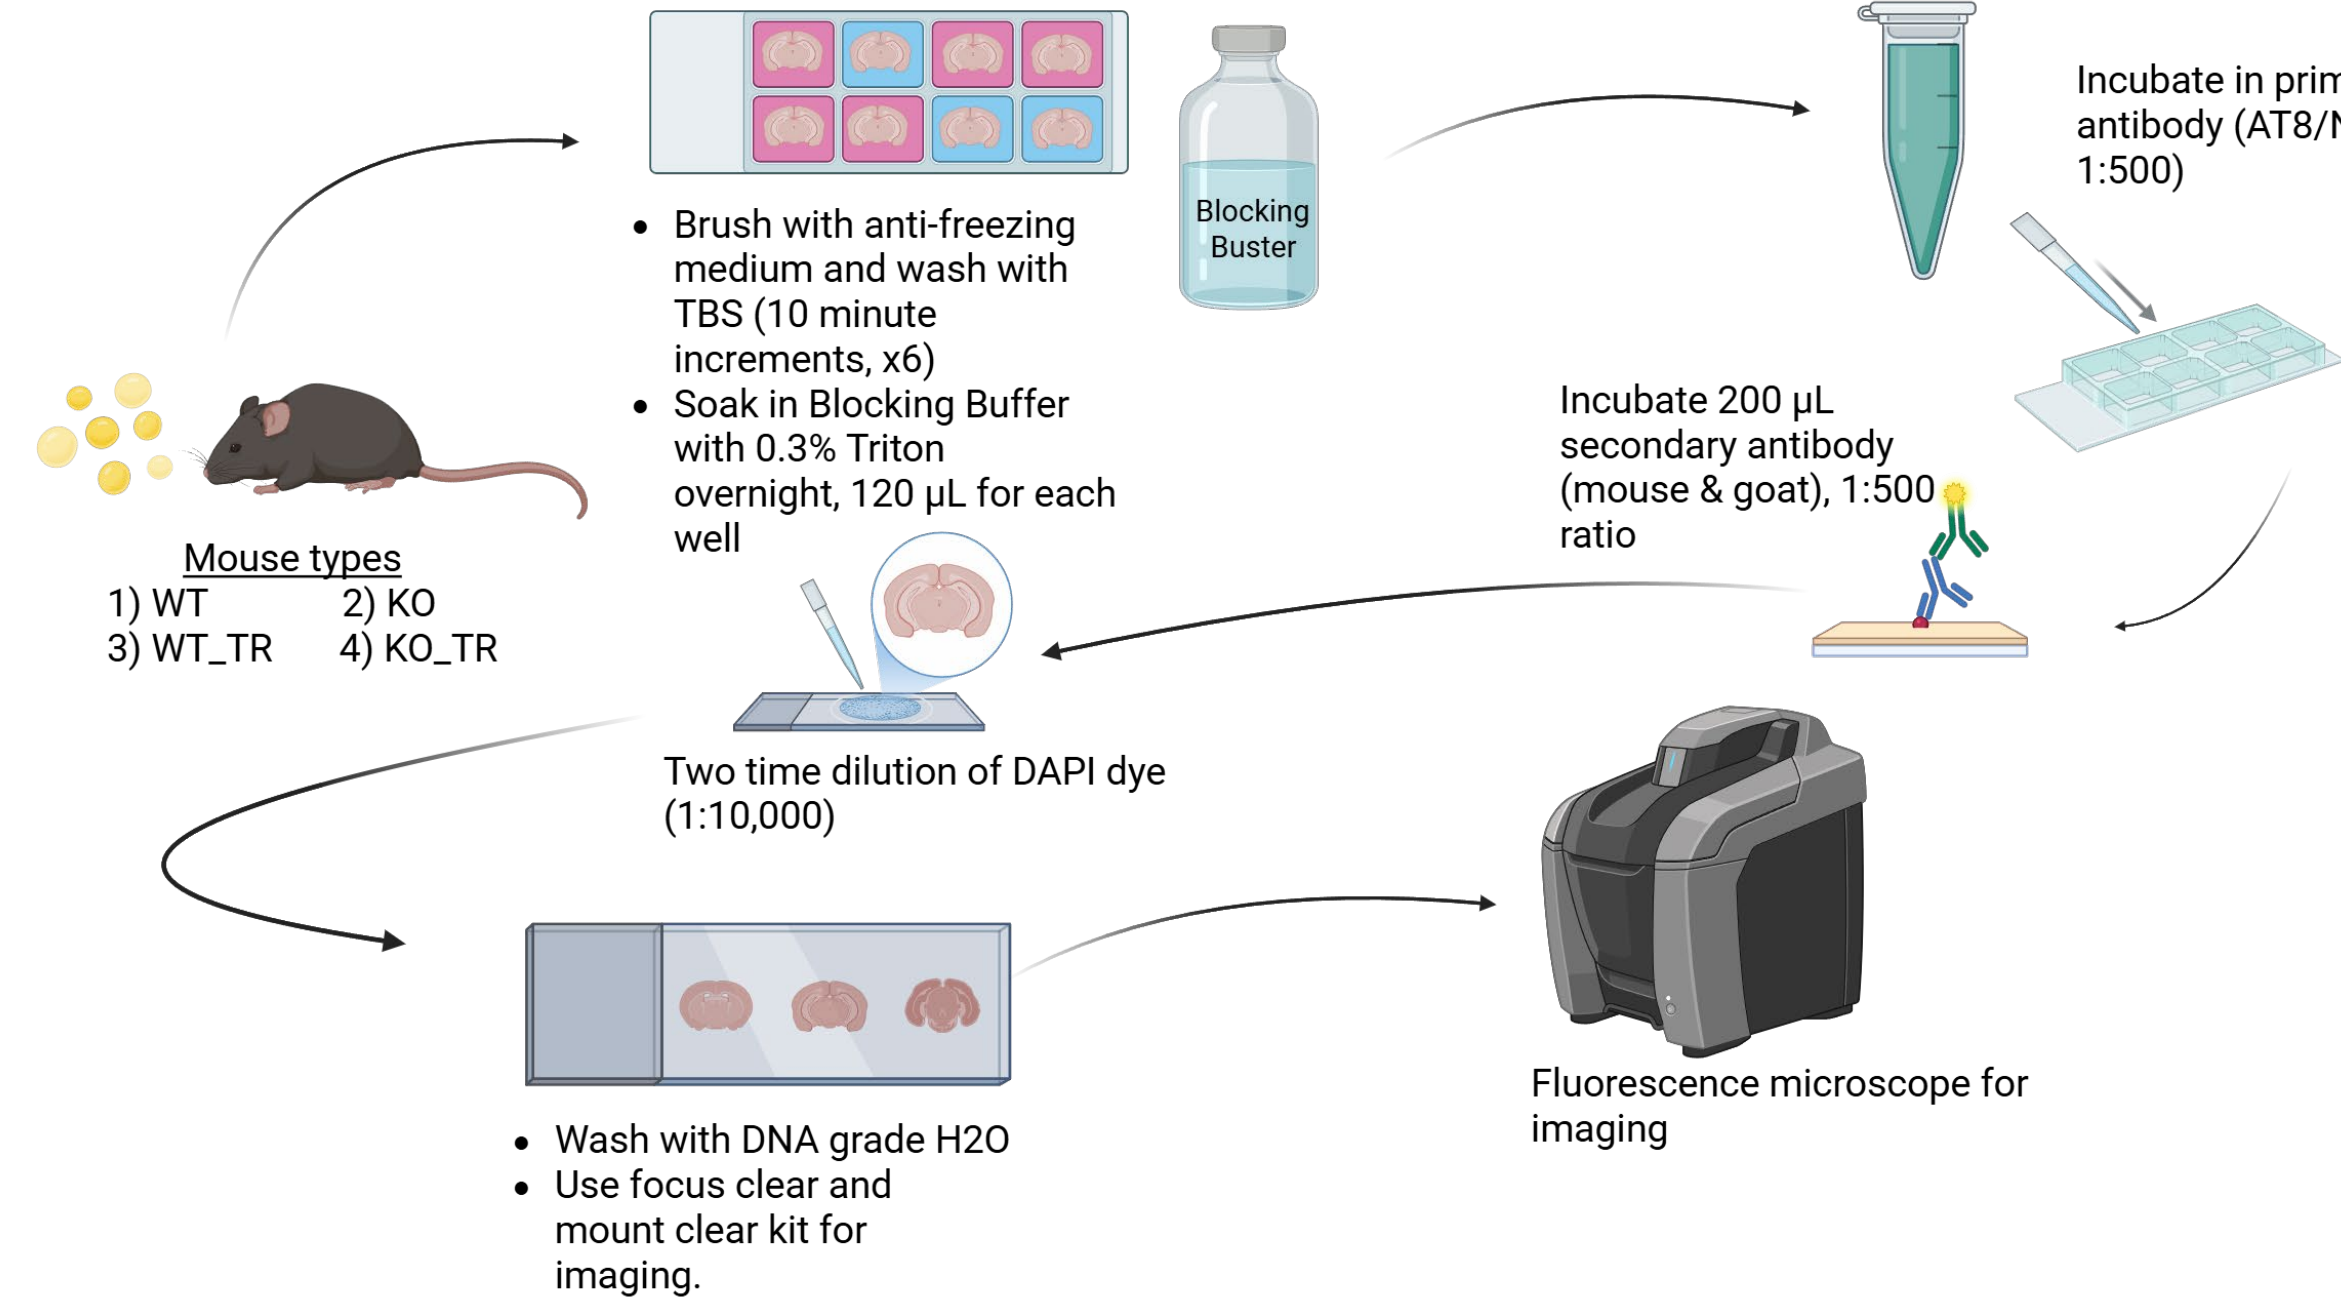 Blocking
Buster
Incubate in
antibody
1:500)
• Brush with anti-freezing
medium and wash with
TBS (10 minute
increments, x6)
• Soak in Blocking Buffer
with 0.3% Triton
overnight, 120 µL for each
well
Incubate 200 µL
secondary antibody
(mouse & goat), 1:500
ratio
Mouse types
1) WT 2) KO
3) WT_TR 4) KO_TR
Two time dilution of DAPI dye
(1:10,000)
• Wash with DNA grade H2O
• Use focus clear and
mount clear kit for
imaging.
Fluorescence microscope for
imaging